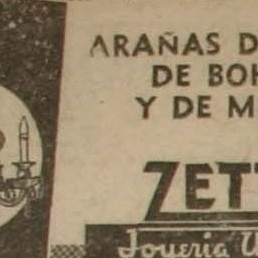 ARAÑAS D
DE BOH
Y DE M
ZETT
Joyeria U